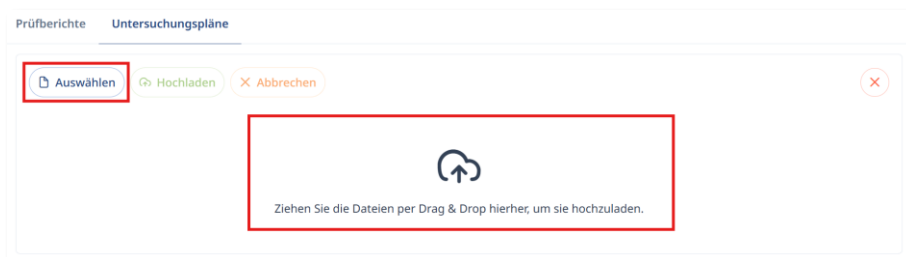 Prüfberichte Untersuchungspläne
Auswählen Hochladen Abbrechen
Ziehen Sie die Dateien per Drag & Drop hierher, um sie hochzuladen.